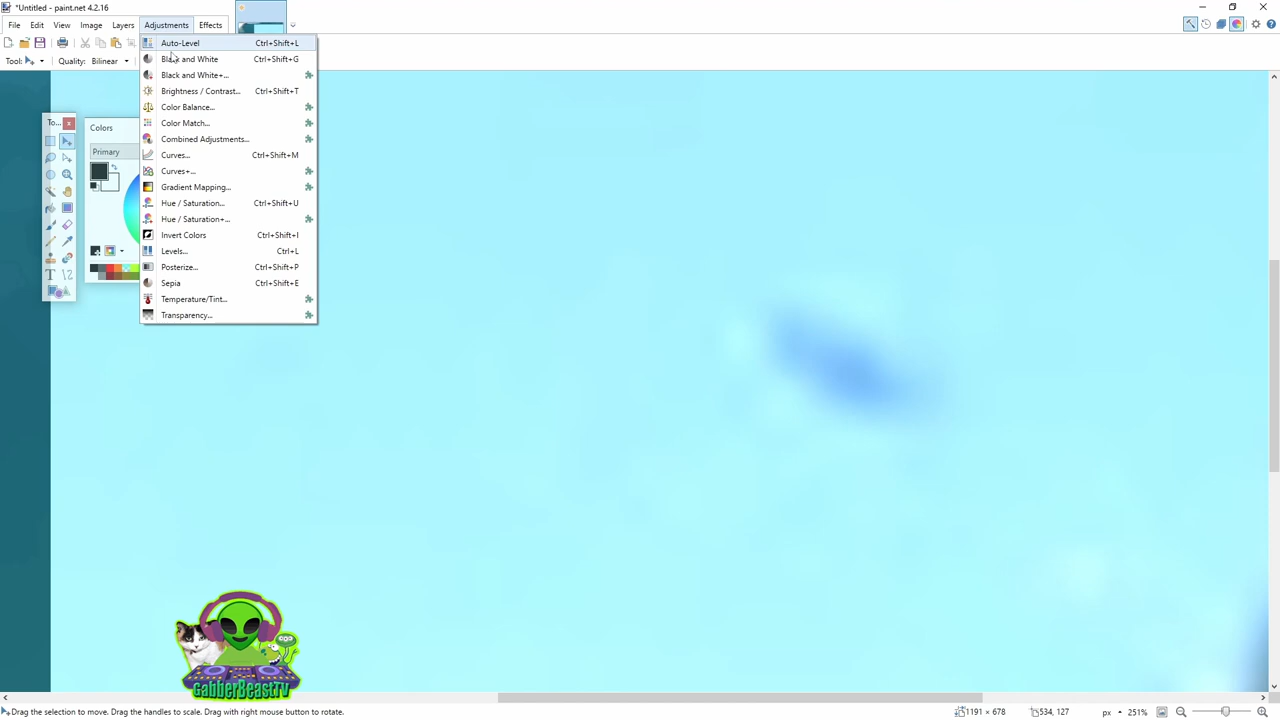 *Untitled - paint.net 4.2.16
File Edit View Image Layers Adjustments Effects
Tool: Quality: Bilinear
Auto-Level Ctrl+Shift+L
Black and White Ctrl+Shift+G
Black and White+...
Brightness / Contrast... Ctrl+Shift+T
Color Balance...
Color Match...
Combined Adjustments...
Curves... Ctrl+Shift+M
Curves+...
Gradient Mapping...
Hue / Saturation... Ctrl+Shift+U
Hue / Saturation+...
Invert Colors Ctrl+Shift+I
Levels... Ctrl+L
Posterize... Ctrl+Shift+P
Sepia Ctrl+Shift+E
Temperature/Tint...
Transparency...
To...
Colors
Primary
GabberBeastTV
Drag the selection to move. Drag the handles to scale. Drag with right mouse button to rotate. 1191 × 678 534, 127 px 251%